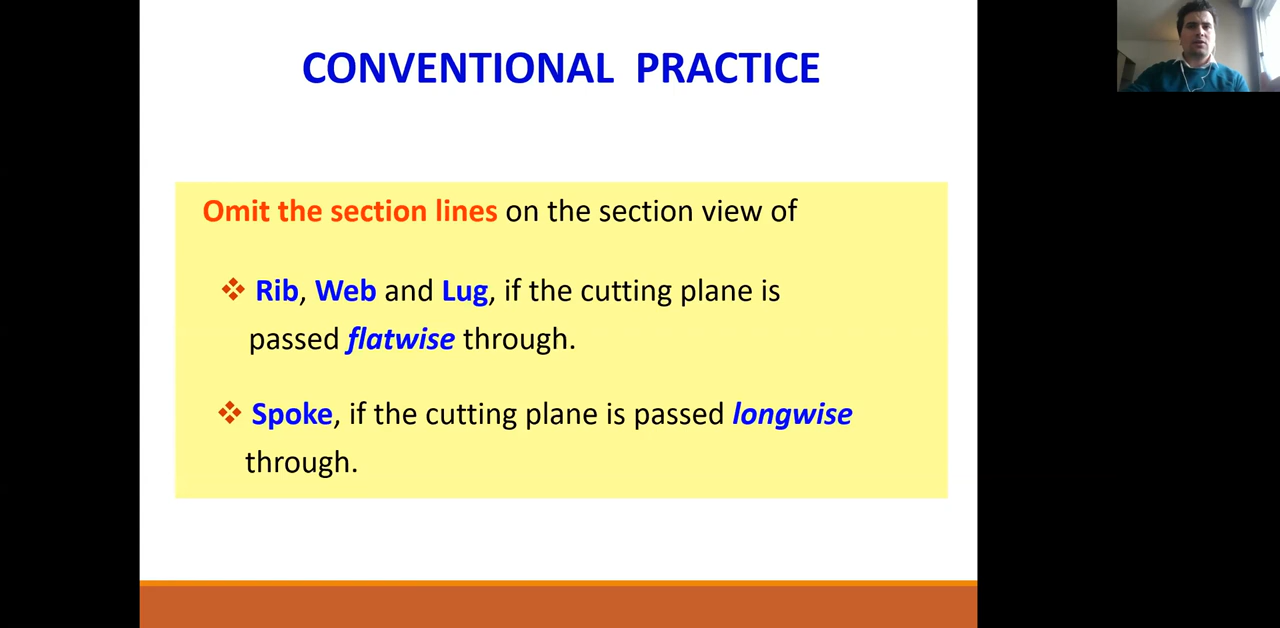 CONVENTIONAL PRACTICE
Omit the section lines on the section view of
❖ Rib, Web and Lug, if the cutting plane is
passed flatwise through.
❖ Spoke, if the cutting plane is passed longwise
through.